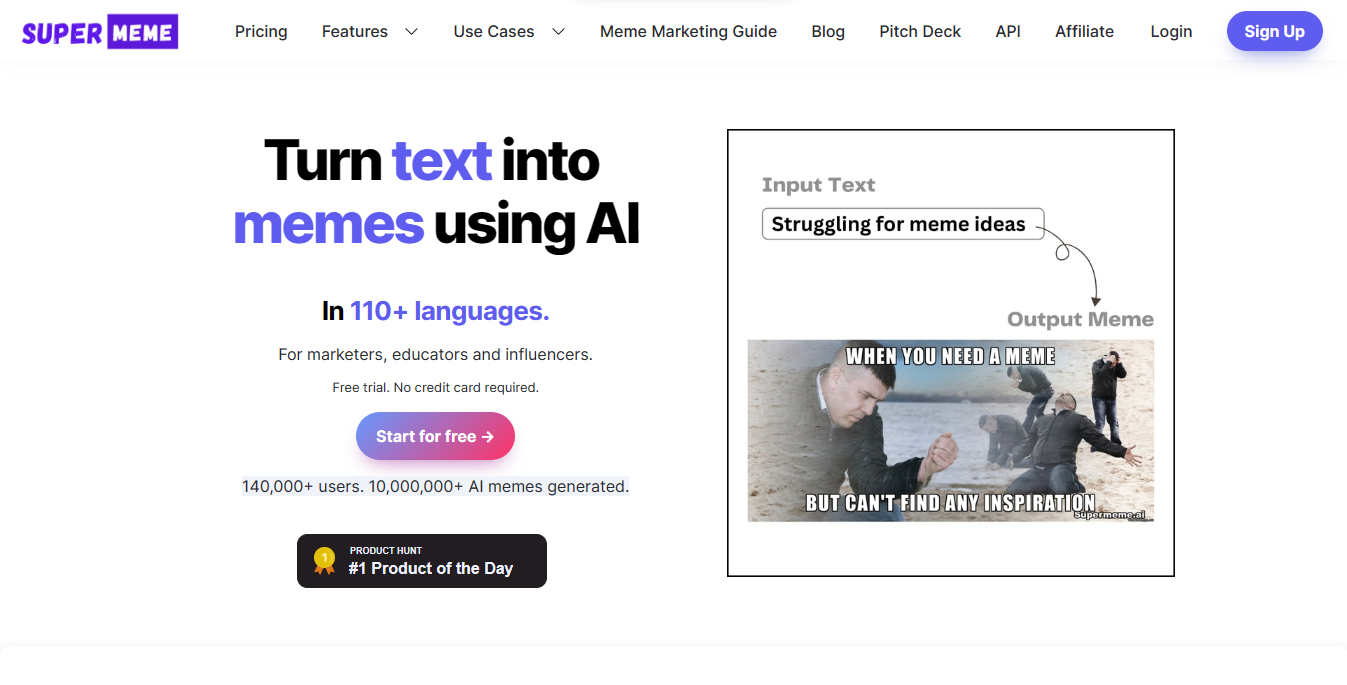 SUPER MEME
Pricing
Features
Use Cases
Meme Marketing Guide
Blog
Pitch Deck
API
Affiliate
Login
Sign Up
Turn text into
memes using AI
In 110+ languages.
For marketers, educators and influencers.
Free trial. No credit card required.
Start for free →
140,000+ users. 10,000,000+ AI memes generated.
1
PRODUCT HUNT
#1 Product of the Day
Input Text
Struggling for meme ideas
Output Meme
WHEN YOU NEED A MEME
BUT CAN'T FIND ANY INSPIRATION
Supermeme.ai